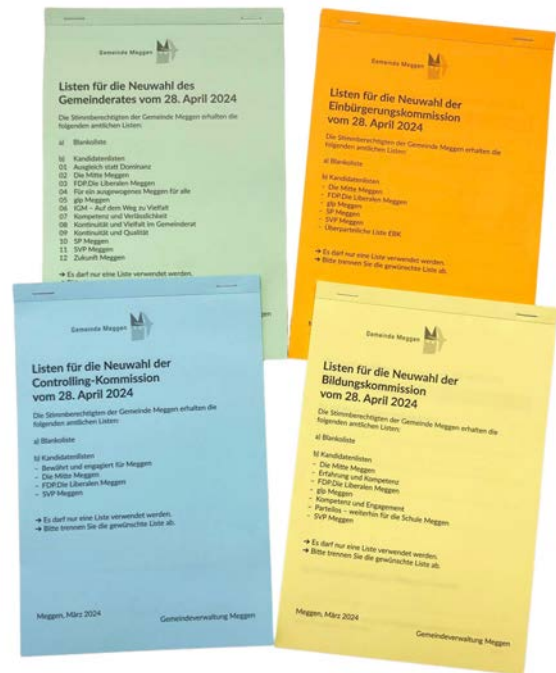 Gemeinde Meggen
Listen für die Neuwahl des
Gemeinderates vom 28. April 2024
Die Stimmberechtigten der Gemeinde Meggen erhalten die
folgenden amtlichen Listen:
a) Blankoliste
b) Kandidatenlisten
01 Ausgleich statt Dominanz
02 Die Mitte Meggen
03 FDP.Die Liberalen Meggen
04 Für ein ausgewogenes Meggen für alle
05 glp Meggen
06 IGM – Auf dem Weg zu Vielfalt
07 Kompetenz und Verlässlichkeit
08 Kontinuität und Vielfalt im Gemeinderat
09 Kontinuität und Qualität
10 SP Meggen
11 SVP Meggen
12 Zukunft Meggen
→ Es darf nur eine Liste verwendet werden.
Gemeinde Meggen
Listen für die Neuwahl der
Einbürgerungskommission
vom 28. April 2024
Die Stimmberechtigten der Gemeinde Meggen erhalten die
folgenden amtlichen Listen:
a) Blankoliste
b) Kandidatenlisten
- Die Mitte Meggen
- FDP.Die Liberalen Meggen
- glp Meggen
- SP Meggen
- SVP Meggen
- Überparteiliche Liste EBK
→ Es darf nur eine Liste verwendet werden.
→ Bitte trennen Sie die gewünschte Liste ab.
Gemeinde Meggen
Listen für die Neuwahl der
Controlling-Kommission
vom 28. April 2024
Die Stimmberechtigten der Gemeinde Meggen erhalten die
folgenden amtlichen Listen:
a) Blankoliste
b) Kandidatenlisten
- Bewährt und engagiert für Meggen
- Die Mitte Meggen
- FDP.Die Liberalen Meggen
- SVP Meggen
→ Es darf nur eine Liste verwendet werden.
→ Bitte trennen Sie die gewünschte Liste ab.
Meggen, März 2024
Gemeindeverwaltung Meggen
Gemeinde Meggen
Listen für die Neuwahl der
Bildungskommission
vom 28. April 2024
Die Stimmberechtigten der Gemeinde Meggen erhalten die
folgenden amtlichen Listen:
a) Blankoliste
b) Kandidatenlisten
- Die Mitte Meggen
- Erfahrung und Kompetenz
- FDP.Die Liberalen Meggen
- glp Meggen
- Kompetenz und Engagement
- Parteilos – weiterhin für die Schule Meggen
- SVP Meggen
→ Es darf nur eine Liste verwendet werden.
→ Bitte trennen Sie die gewünschte Liste ab.
Meggen, März 2024
Gemeindeverwaltung Meggen